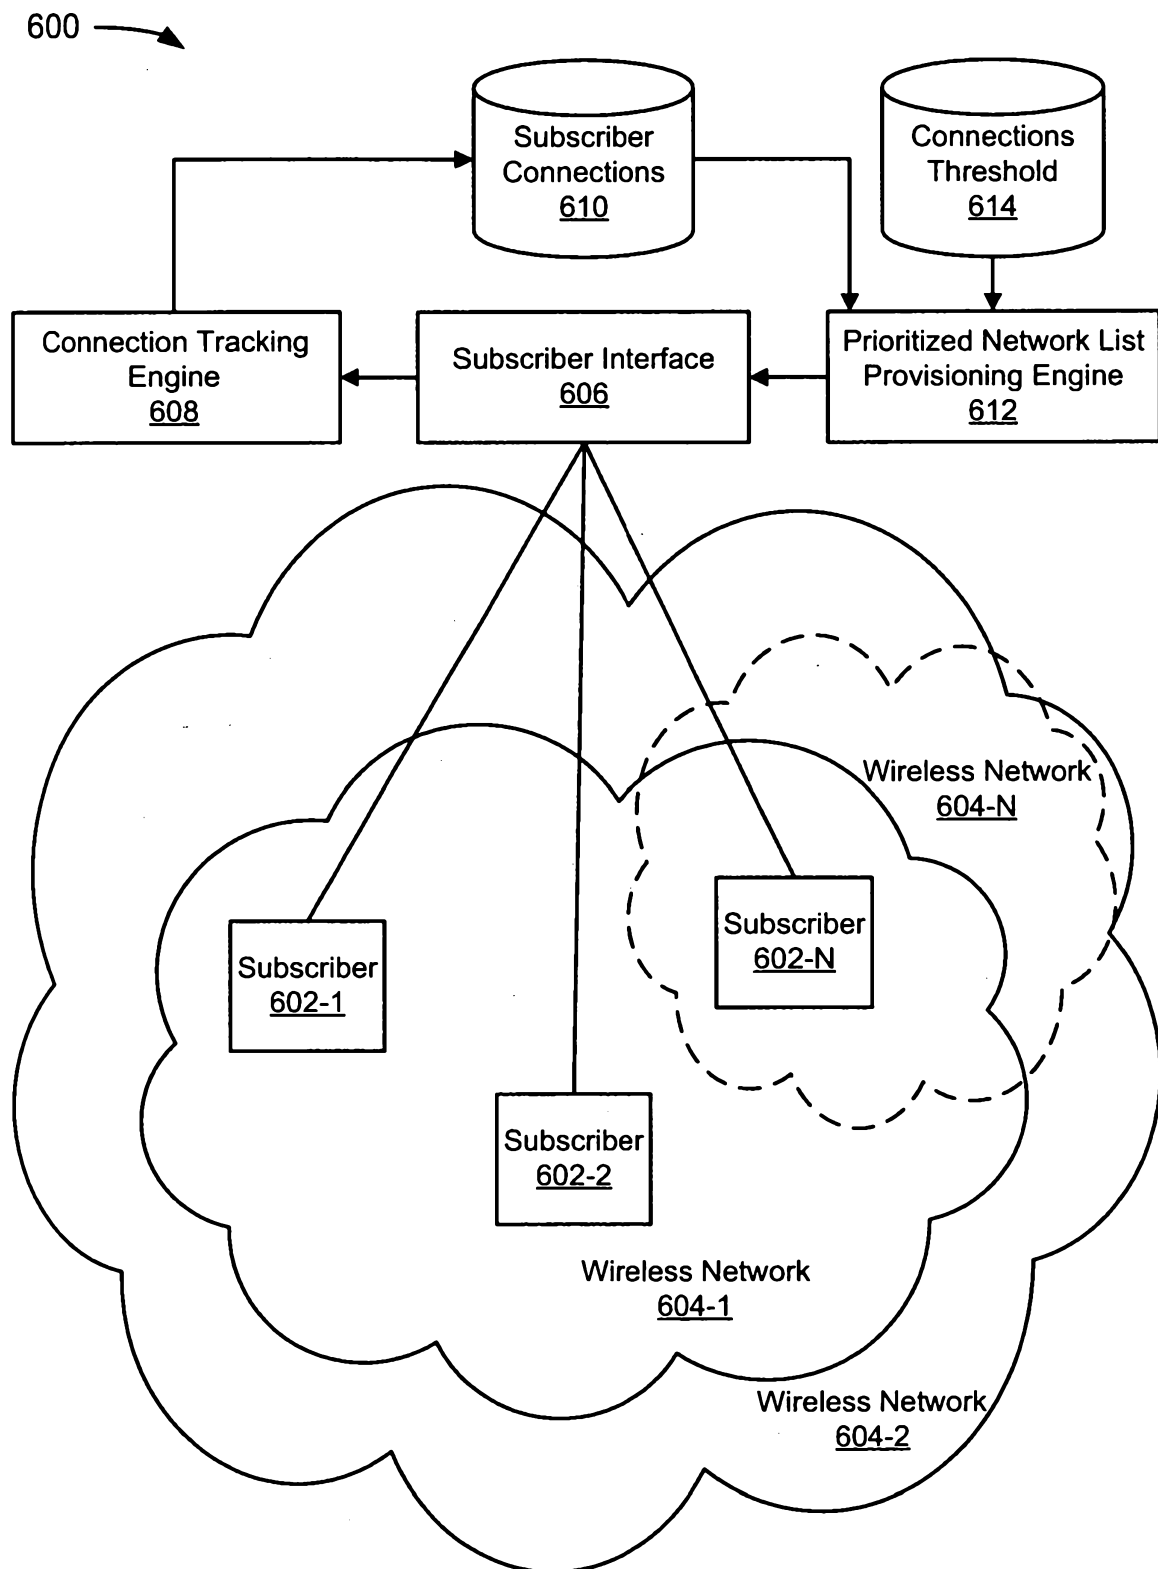 600
Subscriber
Connections
610
Connections
Threshold
614
Connection Tracking
Engine
608
Subscriber Interface
606
Prioritized Network List
Provisioning Engine
612
Wireless Network
604-N
Subscriber
602-N
Subscriber
602-1
Subscriber
602-2
Wireless Network
604-1
Wireless Network
604-2